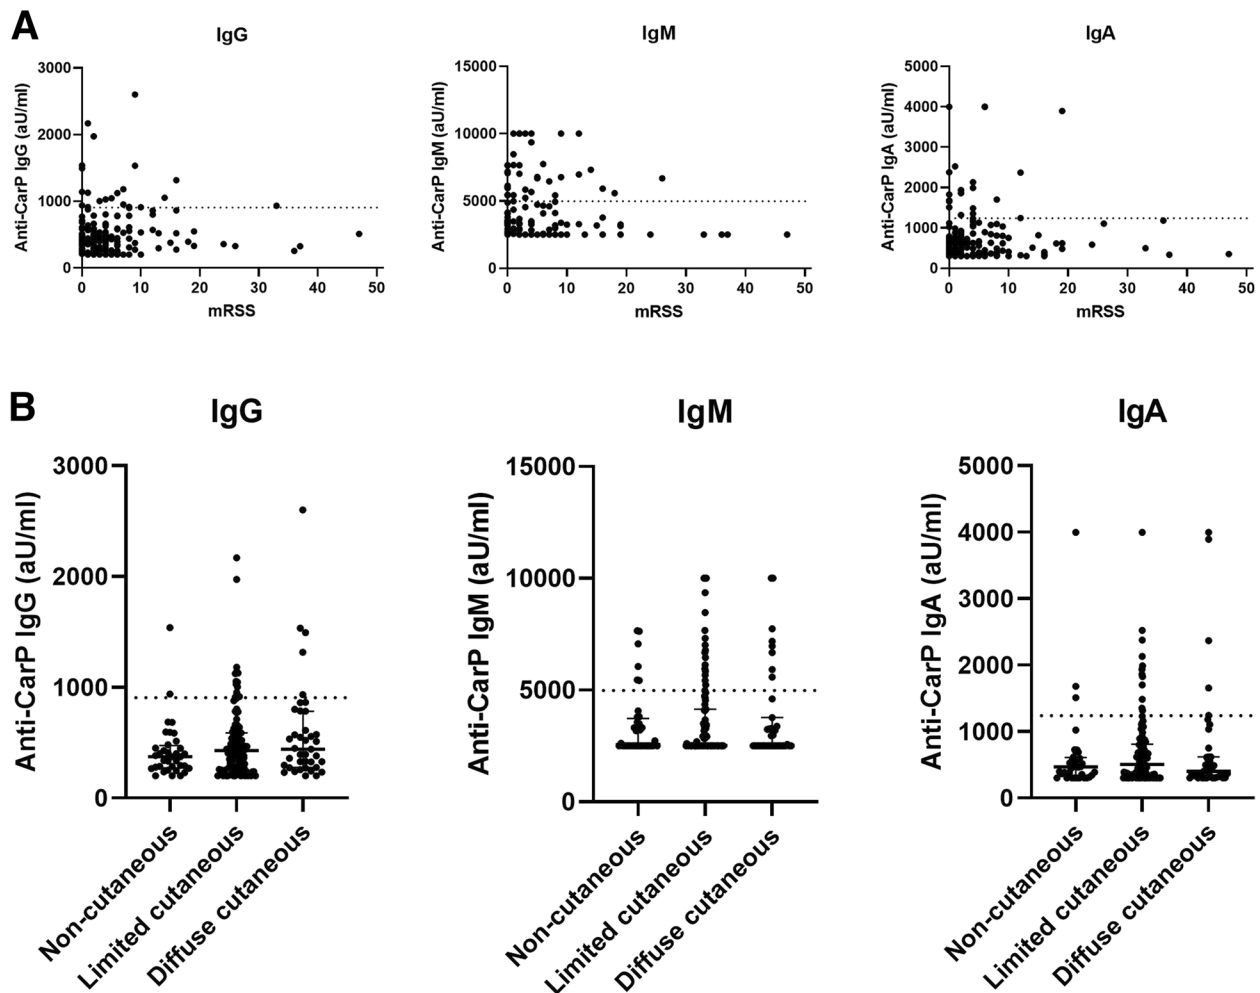 A
IgG
Anti-CarP IgG (aU/ml)
3000
2000
1000
0
0 10 20 30 40 50
mRSS
IgM
Anti-CarP IgM (aU/ml)
15000
10000
5000
0
0 10 20 30 40 50
mRSS
IgA
Anti-CarP IgA (aU/ml)
5000
4000
3000
2000
1000
0
0 10 20 30 40 50
mRSS
B
IgG
Anti-CarP IgG (aU/ml)
3000
2000
1000
0
Non-cutaneous
Limited cutaneous
Diffuse cutaneous
IgM
Anti-CarP IgM (aU/ml)
15000
10000
5000
0
Non-cutaneous
Limited cutaneous
Diffuse cutaneous
IgA
Anti-CarP IgA (aU/ml)
5000
4000
3000
2000
1000
0
Non-cutaneous
Limited cutaneous
Diffuse cutaneous